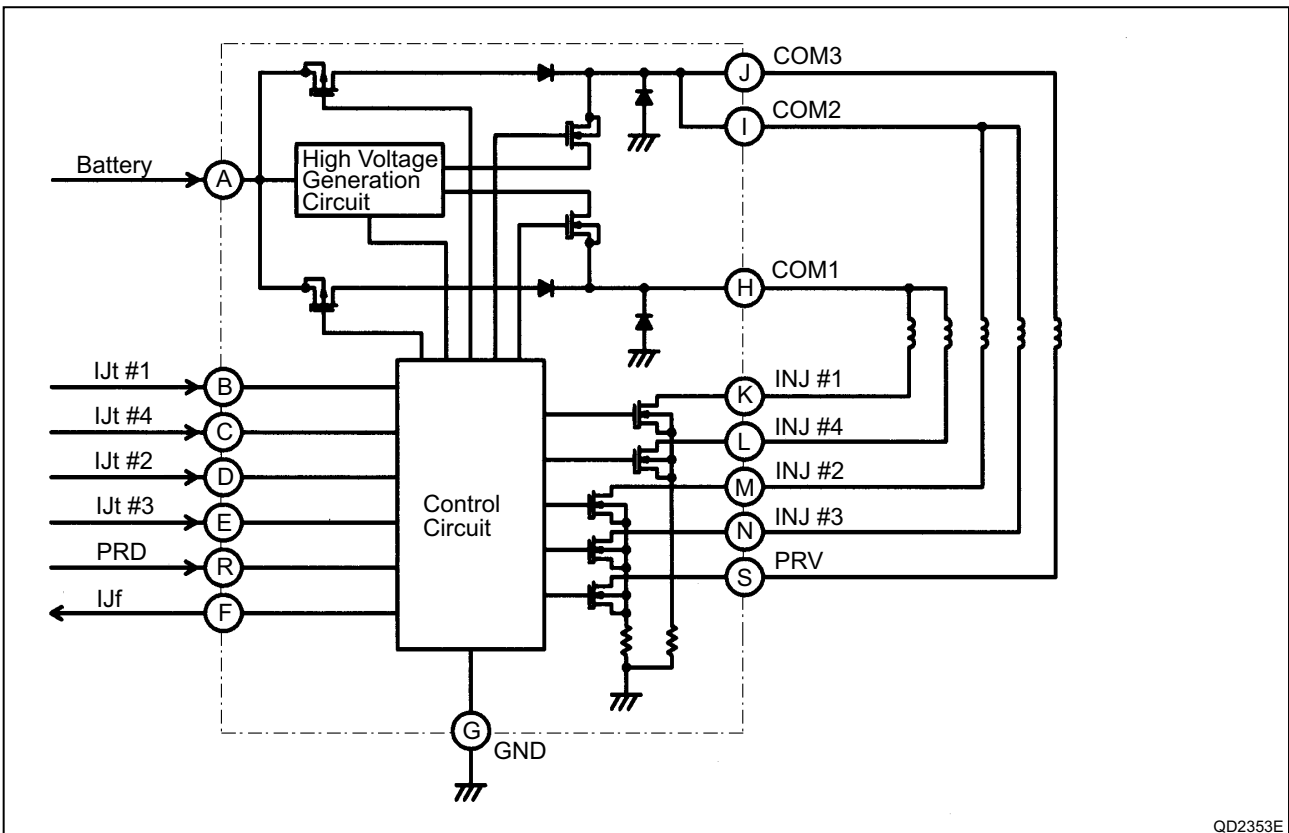 COM3
J
COM2
I
Battery
A
High Voltage
Generation
Circuit
COM1
H
IJt #1
B
INJ #1
K
IJt #4
C
INJ #4
L
IJt #2
D
INJ #2
M
IJt #3
E
INJ #3
N
Control
Circuit
PRD
R
PRV
S
IJf
F
G
GND
QD2353E